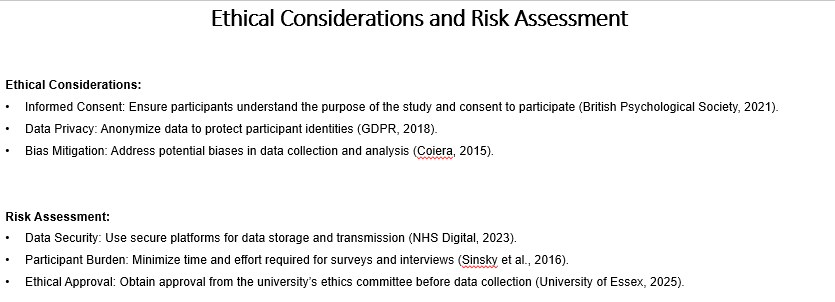 Ethical Considerations and Risk Assessment
Ethical Considerations:
• Informed Consent: Ensure participants understand the purpose of the study and consent to participate (British Psychological Society, 2021).
• Data Privacy: Anonymize data to protect participant identities (GDPR, 2018).
• Bias Mitigation: Address potential biases in data collection and analysis (Coiera, 2015).
Risk Assessment:
• Data Security: Use secure platforms for data storage and transmission (NHS Digital, 2023).
• Participant Burden: Minimize time and effort required for surveys and interviews (Sinsky et al., 2016).
• Ethical Approval: Obtain approval from the university’s ethics committee before data collection (University of Essex, 2025).